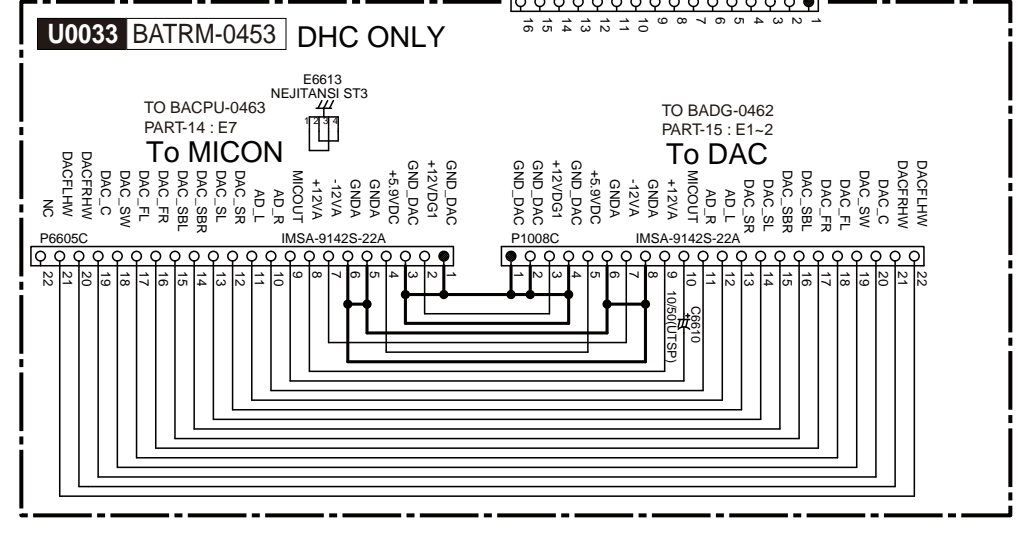 16 15 14 13 12 11 10 9 8 7 6 5 4 3 2 1
U0033 BATRM-0453 DHC ONLY
E6613
NEJITANSI ST3
1 2 3 4
TO BACPU-0463
PART-14 : E7
To MICON
TO BADG-0462
PART-15 : E1~2
To DAC
NC
DACFLHW
DACFRHW
DAC_C
DAC_SW
DAC_FL
DAC_FR
DAC_SBL
DAC_SBR
DAC_SL
DAC_SR
AD_L
AD_R
MICOUT
+12VA
-12VA
GNDA
GNDA
+5.9VDC
GND_DAC
+12VDG1
GND_DAC
GND_DAC
GND_DAC
+12VDG1
GND_DAC
+5.9VDC
GNDA
-12VA
GNDA
+12VA
MICOUT
AD_R
AD_L
DAC_SR
DAC_SL
DAC_SBR
DAC_SBL
DAC_FR
DAC_FL
DAC_SW
DAC_C
DACFRHW
DACFLHW
P6605C IMSA-9142S-22A
P1008C IMSA-9142S-22A
22 21 20 19 18 17 16 15 14 13 12 11 10 9 8 7 6 5 4 3 2 1
1 2 3 4 5 6 7 8 9 10 11 12 13 14 15 16 17 18 19 20 21 22
C6610
10/50(UTSP)